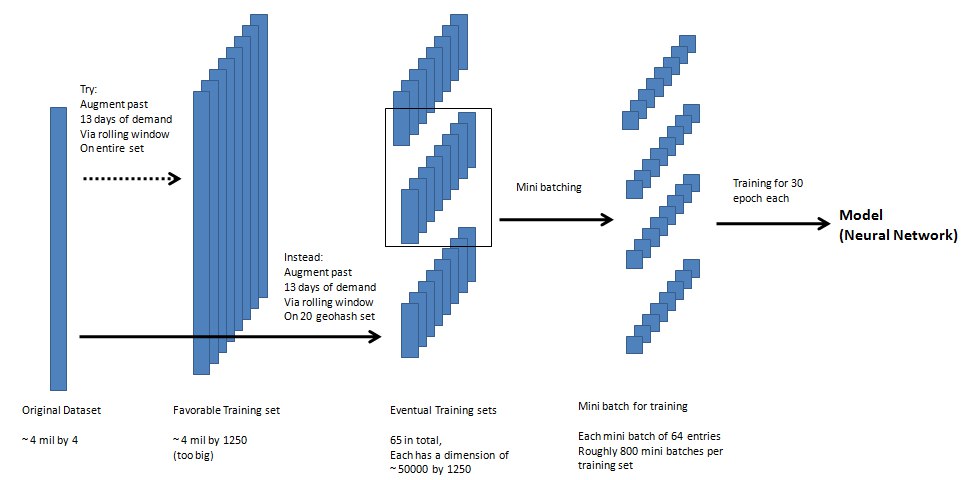 Try:
Augment past
13 days of demand
Via rolling window
On entire set
Instead:
Augment past
13 days of demand
Via rolling window
On 20 geohash set
Mini batching
Training for 30
epoch each
Model
(Neural Network)
Original Dataset
~ 4 mil by 4
Favorable Training set
~ 4 mil by 1250
(too big)
Eventual Training sets
65 in total,
Each has a dimension of
~50000 by 1250
Mini batch for training
Each mini batch of 64 entries
Roughly 800 mini batches per
training set